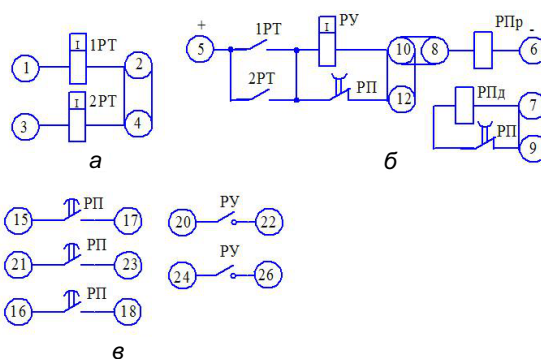 I 1РТ
1 2
I 2РТ
3 4
а
+ 1РТ I РУ РПр -
5 10 8 6
2РТ РП 12
РПд 7
РП 9
б
РП
15 17
РП
21 23
РП
16 18
РУ
20 22
РУ
24 26
в